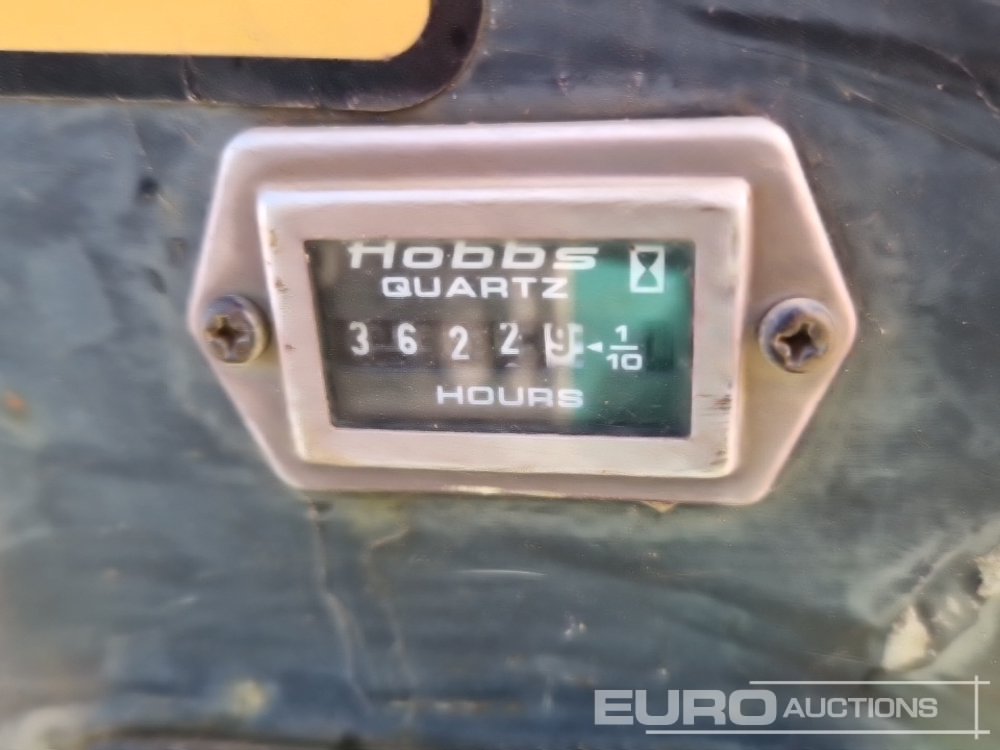 Hobbs
QUARTZ
3 6 2 2 9 ◄ 1/10
HOURS
EURO AUCTIONS